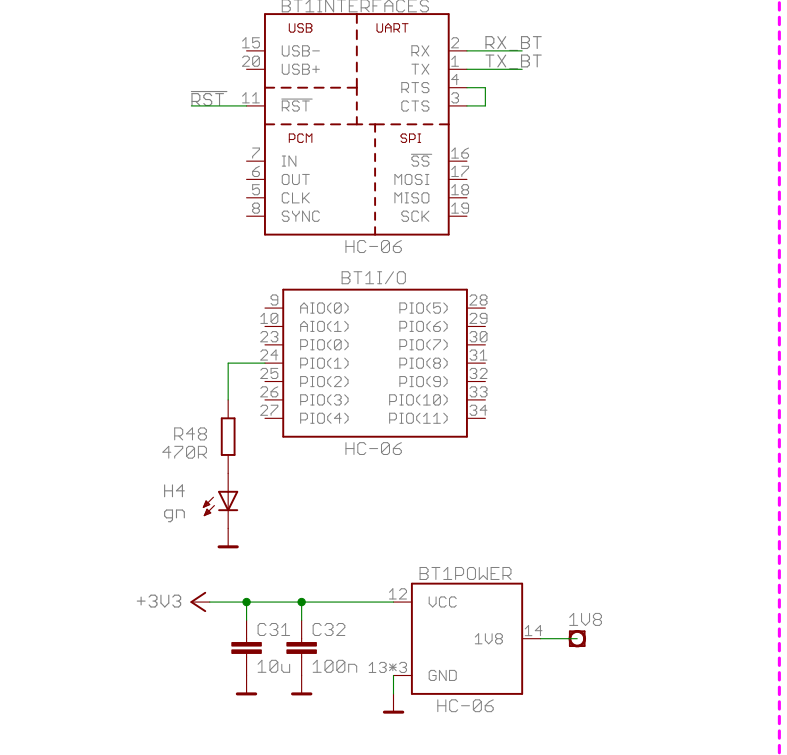 BT1INTERFACES
USB UART
15 USB- RX 2 RX_BT
20 USB+ TX 1 TX_BT
RTS 4
RST 11 RST CTS 3
PCM SPI
7 IN SS 16
6 OUT MOSI 17
5 CLK MISO 18
8 SYNC SCK 19
HC-06
BT1I/O
9 AIO(0) PIO(5) 28
10 AIO(1) PIO(6) 29
23 PIO(0) PIO(7) 30
24 PIO(1) PIO(8) 31
25 PIO(2) PIO(9) 32
26 PIO(3) PIO(10) 33
27 PIO(4) PIO(11) 34
HC-06
R48
470R
H4
gn
BT1POWER
+3V3 12 VCC
C31 C32 1V8 14 1V8
10u 100n 13*3 GND
HC-06